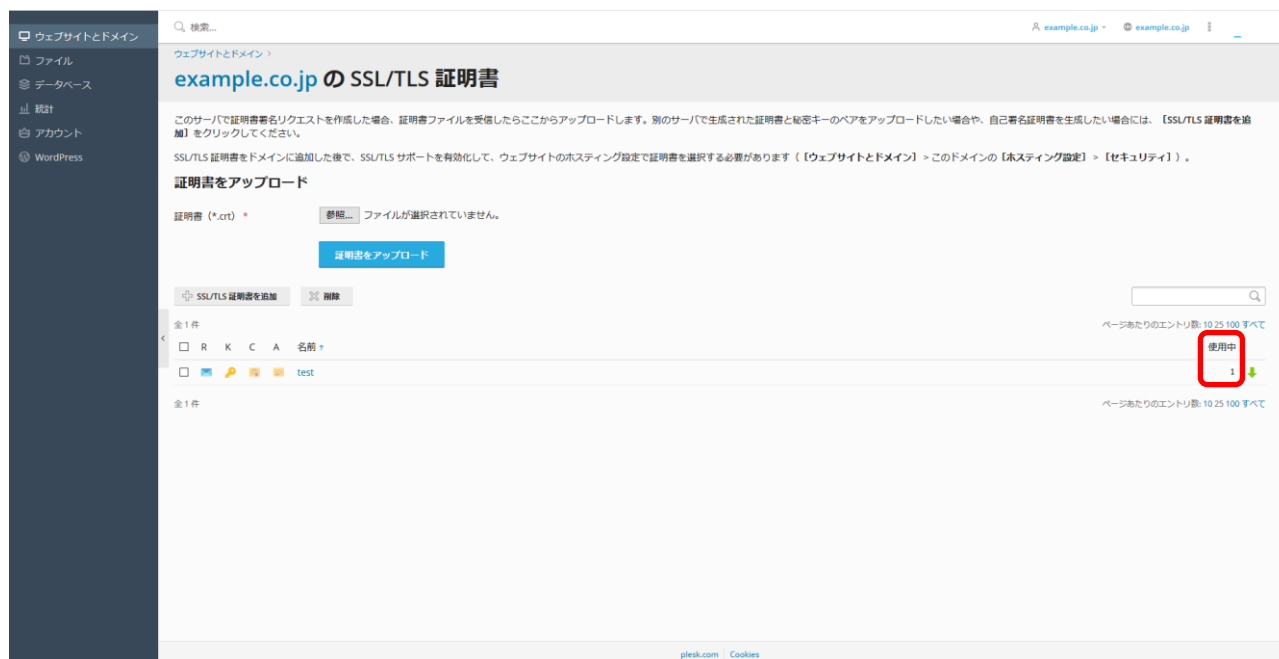 ウェブサイトとドメイン
ファイル
データベース
統計
アカウント
WordPress
検索...
example.co.jp
example.co.jp
ウェブサイトとドメイン
example.co.jp の SSL/TLS 証明書
このサーバで証明書署名リクエストを作成した場合、証明書ファイルを受信したらここからアップロードします。別のサーバで生成された証明書と秘密キーのペアをアップロードしたい場合や、自己署名証明書を生成したい場合には、［SSL/TLS 証明書を追
加］をクリックしてください。
SSL/TLS 証明書をドメインに追加した後で、SSL/TLS サポートを有効化して、ウェブサイトのホスティング設定で証明書を選択する必要があります（［ウェブサイトとドメイン］ > このドメインの［ホスティング設定］ > ［セキュリティ］）。
証明書をアップロード
証明書（*.crt） *
参照... ファイルが選択されていません。
証明書をアップロード
SSL/TLS 証明書を追加 削除
全1件 ページあたりのエントリ数: 10 25 100 すべて
R K C A 名前↑ 使用中
test 1
全1件 ページあたりのエントリ数: 10 25 100 すべて
plesk.com Cookies